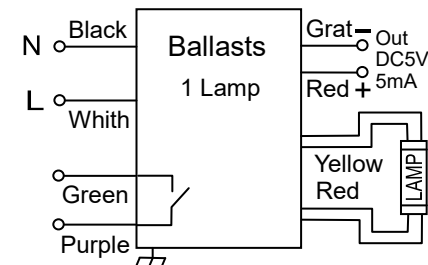 N Black
L Whith
Green
Purple
Ballasts
1 Lamp
Grat -
Red +
Out
DC5V
5mA
Yellow
Red
LAMP